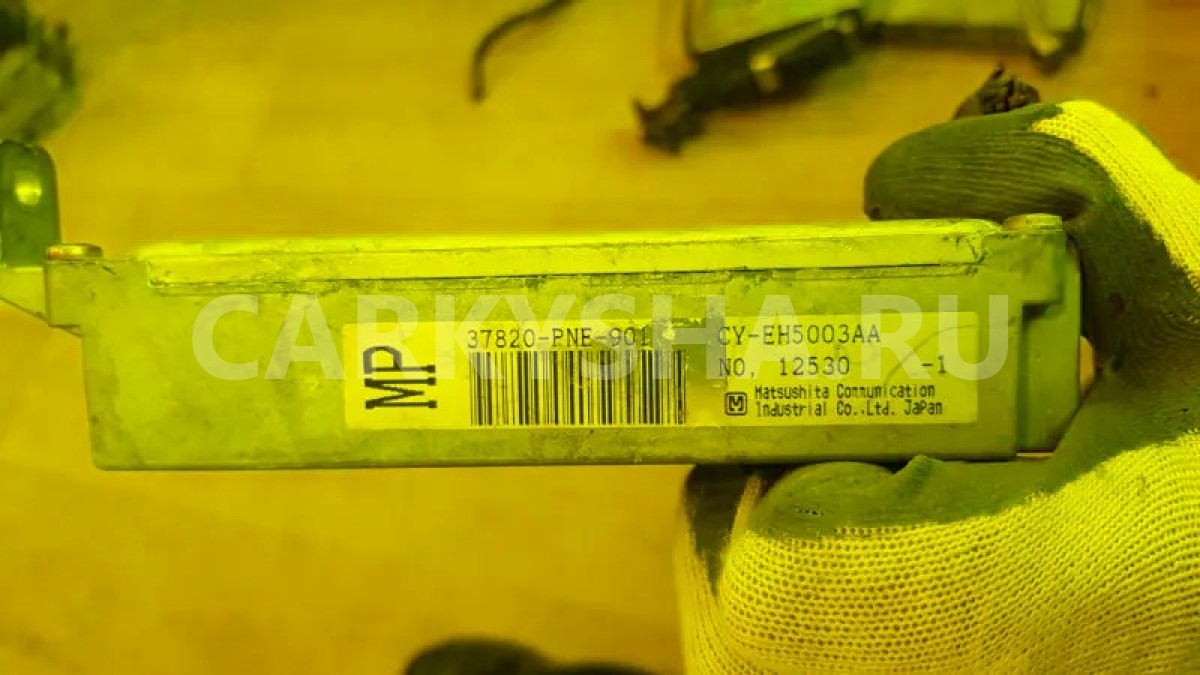 CARKYSHA.RU
MP
37820-PNE-901
CY-EH5003AA
NO, 12530 -1
M
Matsushita Communication
Industrial Co.,Ltd. Japan